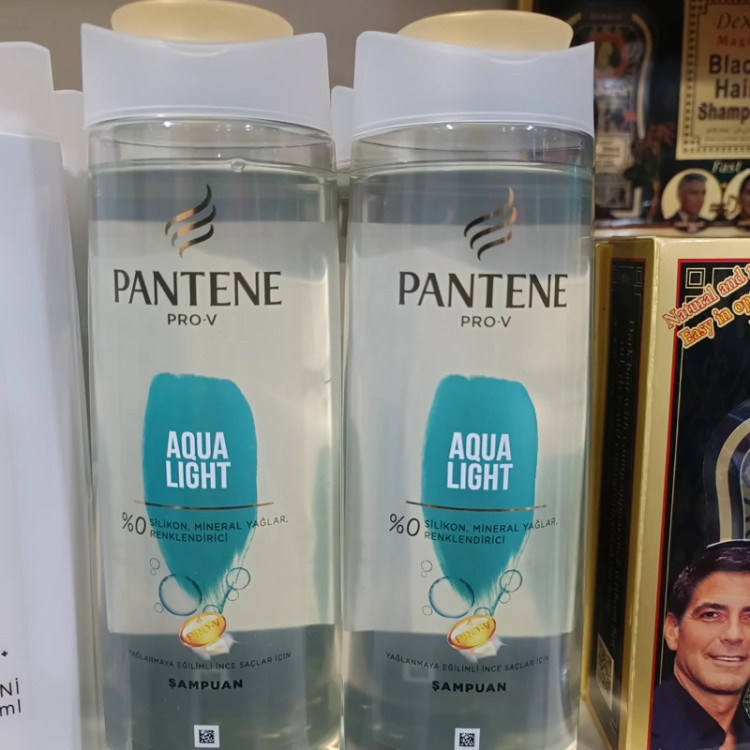 PANTENE
PRO-V
AQUA
LIGHT
%0 SİLİKON, MİNERAL YAĞLAR,
RENKLENDİRİCİ
YAĞLANMAYA EĞİLİMLİ İNCE SAÇLAR İÇİN
ŞAMPUAN
PANTENE
PRO-V
AQUA
LIGHT
%0 SİLİKON, MİNERAL YAĞLAR,
RENKLENDİRİCİ
YAĞLANMAYA EĞİLİMLİ İNCE SAÇLAR İÇİN
ŞAMPUAN
Black
Hair
Fast
Natural and
Easy in
ml